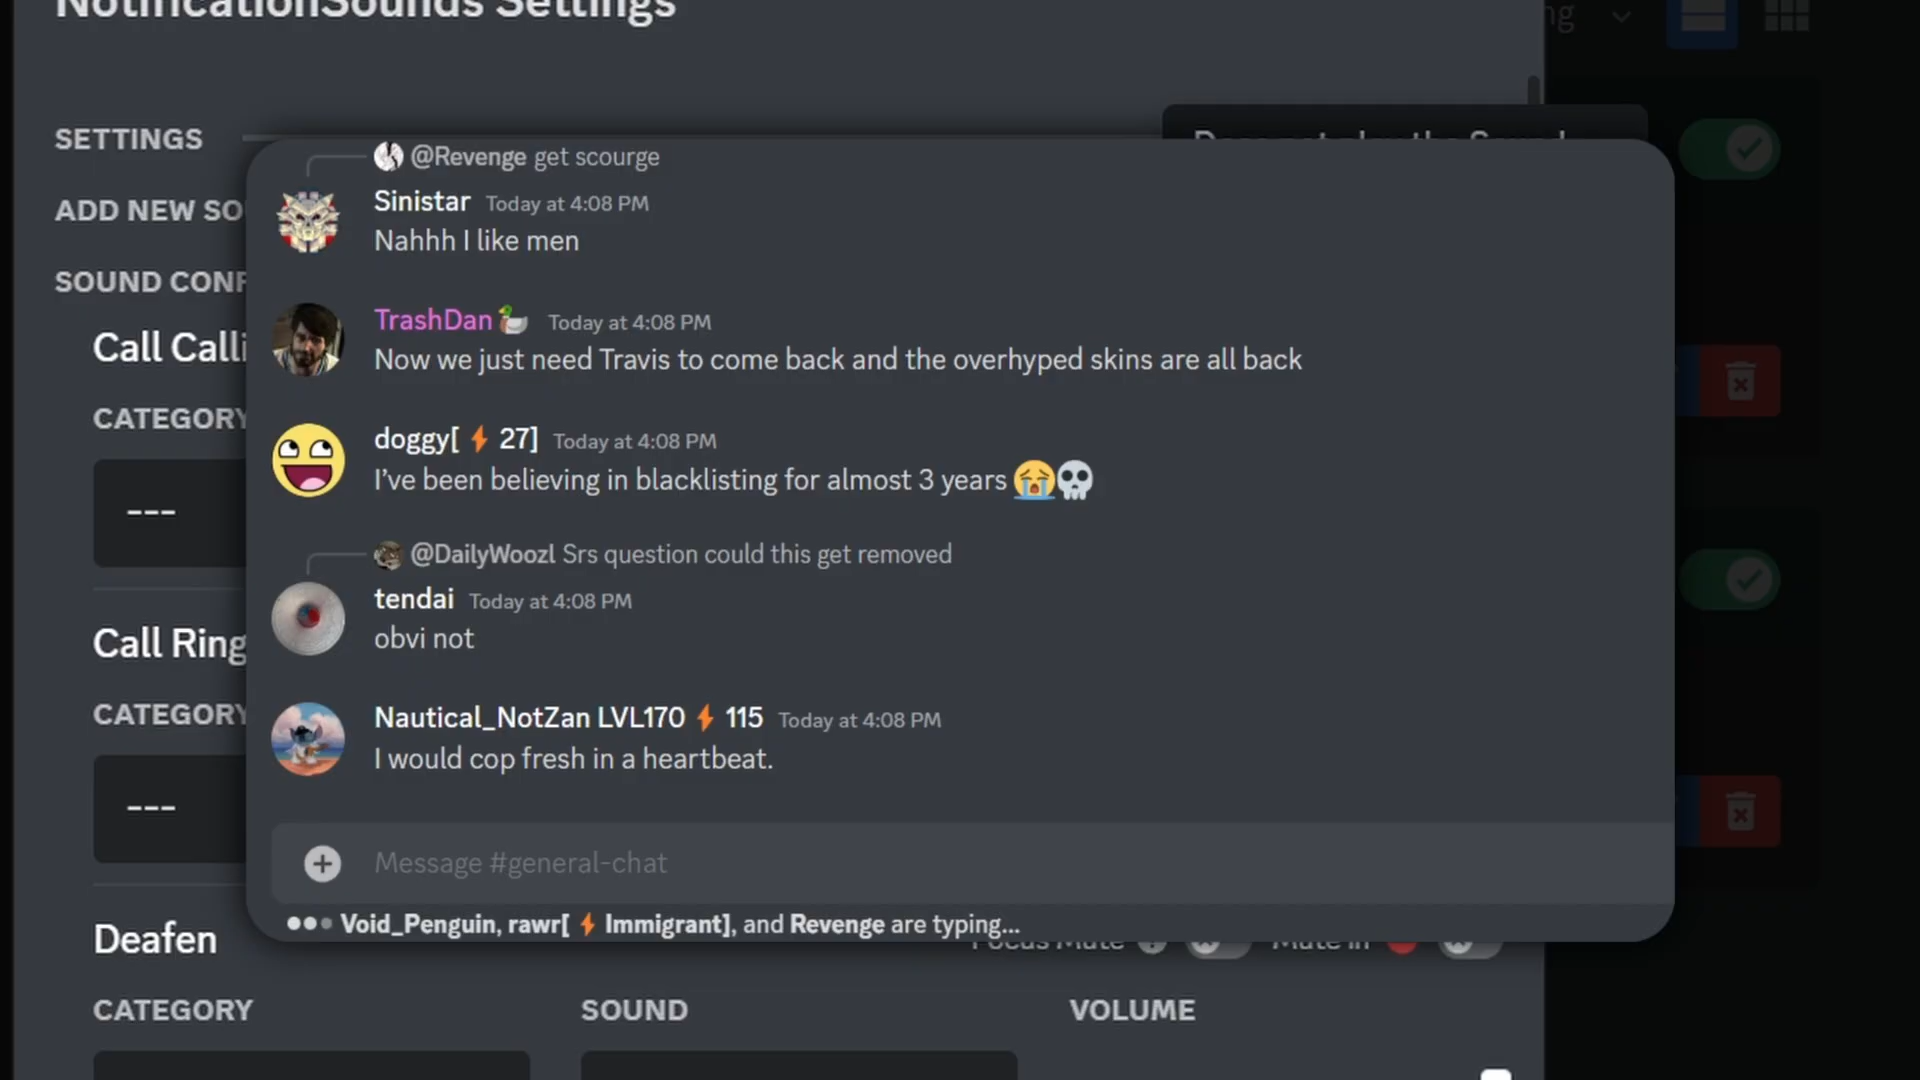 NotificationSounds Settings
SETTINGS
@Revenge get scourge
Sinistar Today at 4:08 PM
Nahhh I like men
ADD NEW SO
SOUND CONF
Call Calli
TrashDan Today at 4:08 PM
Now we just need Travis to come back and the overhyped skins are all back
CATEGORY
doggy[ ⚡ 27] Today at 4:08 PM
I've been believing in blacklisting for almost 3 years 😭💀
---
@DailyWoozl Srs question could this get removed
tendai Today at 4:08 PM
obvi not
Call Ring
CATEGORY
Nautical_NotZan LVL170 ⚡ 115 Today at 4:08 PM
I would cop fresh in a heartbeat.
---
Message #general-chat
Void_Penguin, rawr[ ⚡ Immigrant], and Revenge are typing...
Deafen
Focus Mute
Mute in
CATEGORY
SOUND
VOLUME